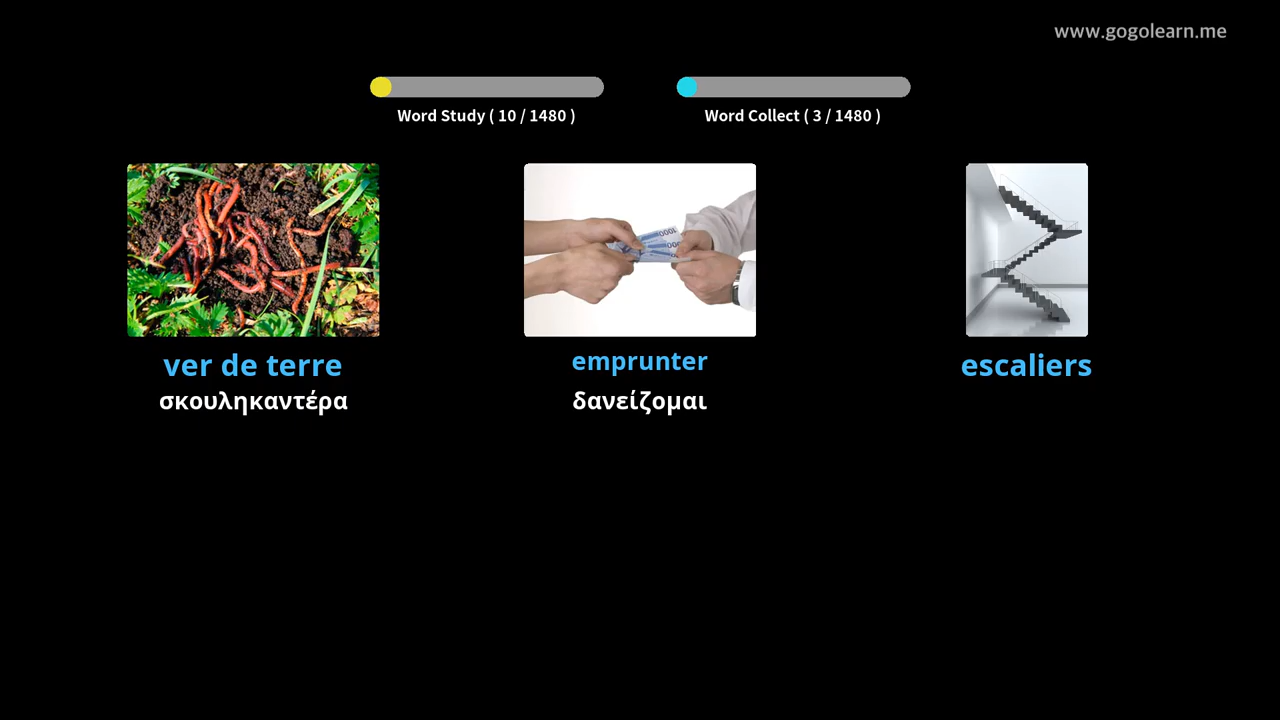 www.gogolearn.me
Word Study ( 10 / 1480 )
Word Collect ( 3 / 1480 )
ver de terre
σκουληκαντέρα
emprunter
δανείζομαι
escaliers